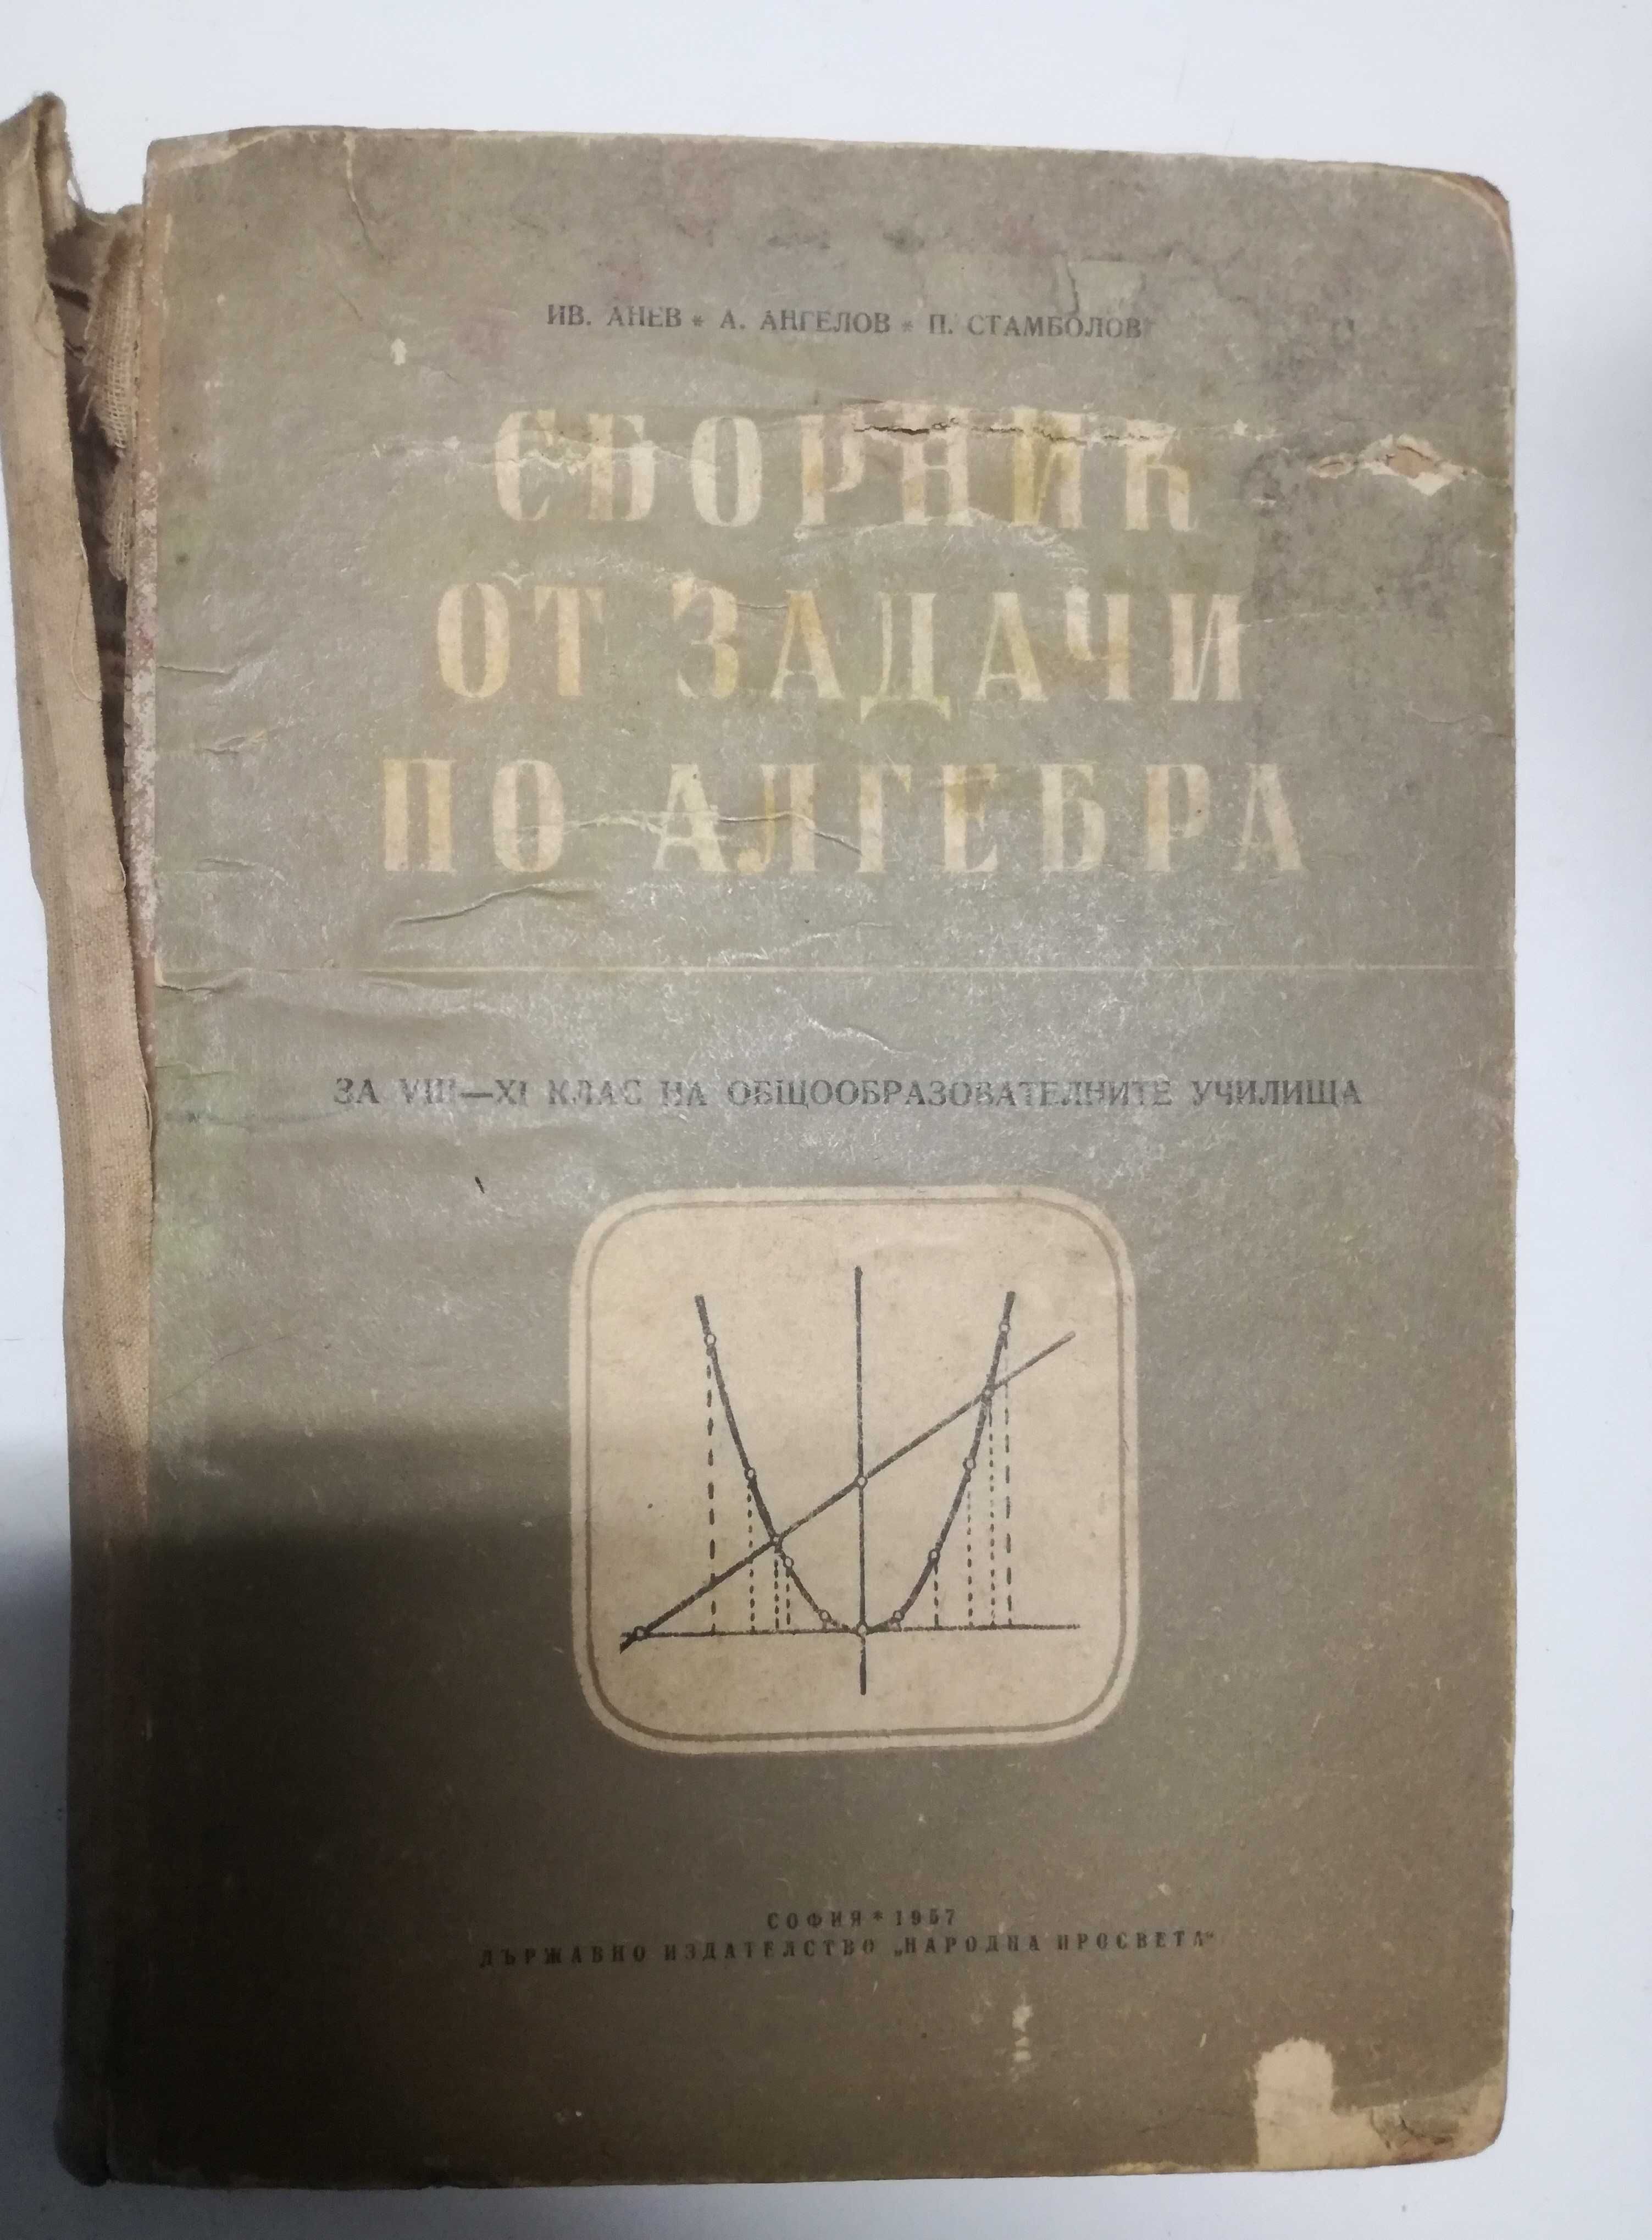 ИВ. АНЕВ * А. АНГЕЛОВ * П. СТАМБОЛОВ
СБОРНИК
ОТ ЗАДАЧИ
ПО АЛГЕБРА
ЗА VIII—XI КЛАС НА ОБЩООБРАЗОВАТЕЛНИТЕ УЧИЛИЩА
СОФИЯ * 1957
ДЪРЖАВНО ИЗДАТЕЛСТВО „НАРОДНА ПРОСВЕТА“